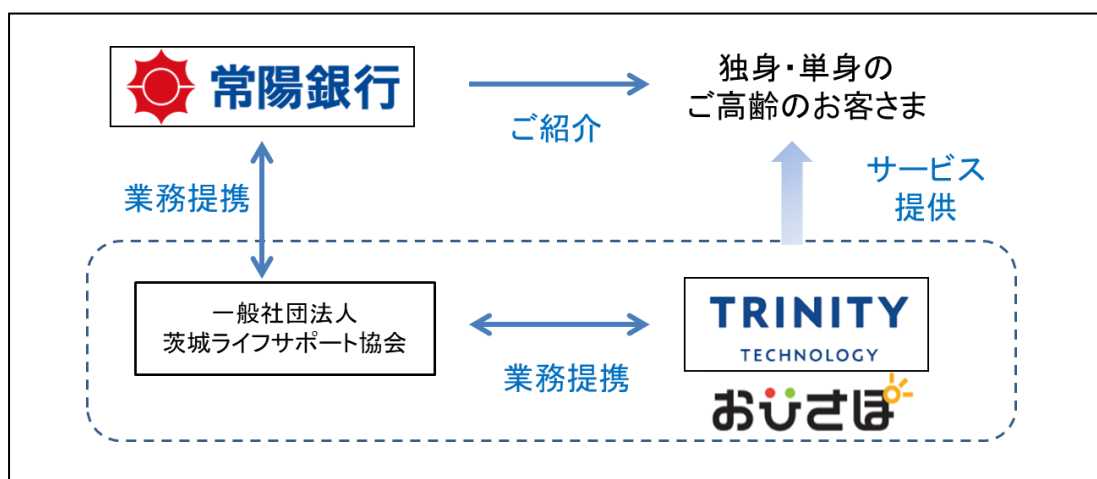 常陽銀行
独身・単身の
ご高齢のお客さま
ご紹介
業務提携
サービス
提供
一般社団法人
茨城ライフサポート協会
業務提携
TRINITY
TECHNOLOGY
おひさぽ